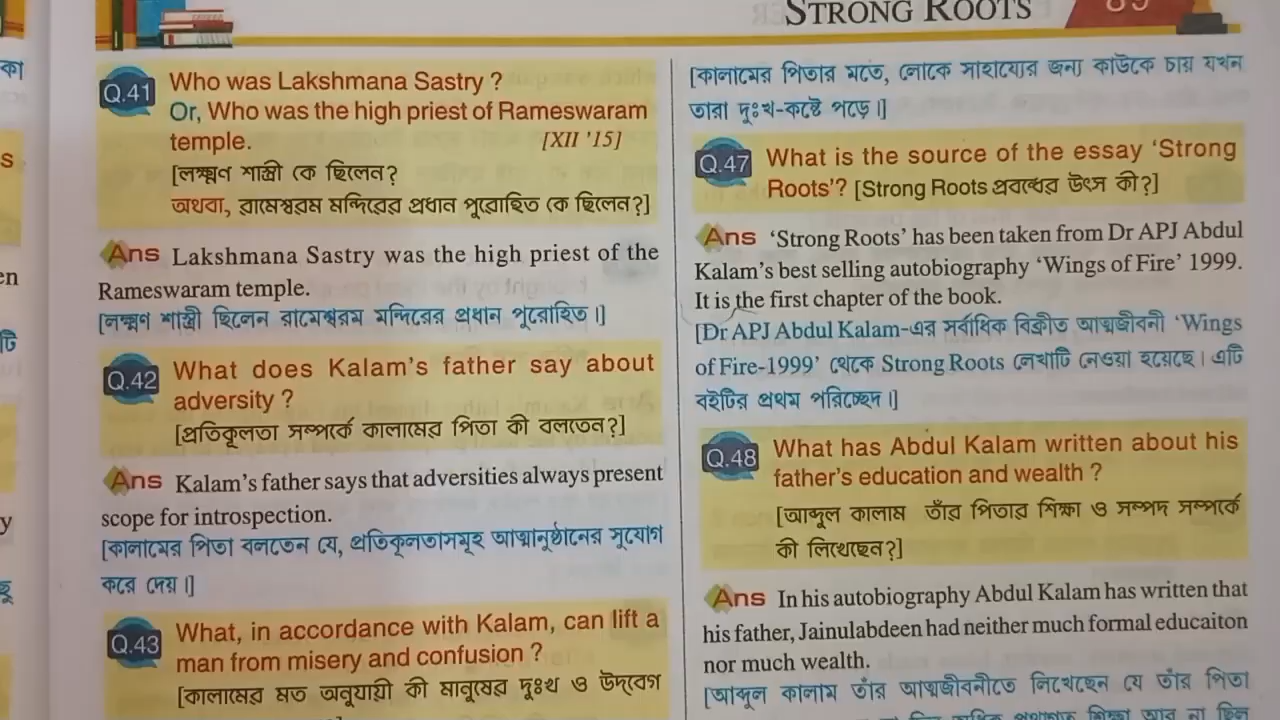 STRONG ROOTS
89
Q.41
Who was Lakshmana Sastry ?
Or, Who was the high priest of Rameswaram
temple. [XII '15]
[লক্ষ্মণ শাস্ত্রী কে ছিলেন?
অথবা, রামেশ্বরম মন্দিরের প্রধান পুরোহিত কে ছিলেন?]
Ans Lakshmana Sastry was the high priest of the
Rameswaram temple.
[লক্ষ্মণ শাস্ত্রী ছিলেন রামেশ্বরম মন্দিরের প্রধান পুরোহিত।]
Q.42
What does Kalam's father say about
adversity ?
[প্রতিকূলতা সম্পর্কে কালামের পিতা কী বলতেন?]
Ans Kalam's father says that adversities always present
scope for introspection.
[কালামের পিতা বলতেন যে, প্রতিকূলতাসমূহ আত্মানুষ্ঠানের সুযোগ
করে দেয়।]
Q.43
What, in accordance with Kalam, can lift a
man from misery and confusion ?
[কালামের মত অনুযায়ী কী মানুষের দুঃখ ও উদ্‌বেগ
[কালামের পিতার মতে, লোকে সাহায্যের জন্য কাউকে চায় যখন
তারা দুঃখ-কষ্টে পড়ে।]
Q.47
What is the source of the essay 'Strong
Roots'? [Strong Roots প্রবন্ধের উৎস কী?]
Ans 'Strong Roots' has been taken from Dr APJ Abdul
Kalam's best selling autobiography 'Wings of Fire' 1999.
It is the first chapter of the book.
[Dr APJ Abdul Kalam-এর সর্বাধিক বিক্রীত আত্মজীবনী 'Wings
of Fire-1999' থেকে Strong Roots লেখাটি নেওয়া হয়েছে। এটি
বইটির প্রথম পরিচ্ছেদ।]
Q.48
What has Abdul Kalam written about his
father's education and wealth ?
[আব্দুল কালাম তাঁর পিতার শিক্ষা ও সম্পদ সম্পর্কে
কী লিখেছেন?]
Ans In his autobiography Abdul Kalam has written that
his father, Jainulabdeen had neither much formal educaiton
nor much wealth.
[আব্দুল কালাম তাঁর আত্মজীবনীতে লিখেছেন যে তাঁর পিতা